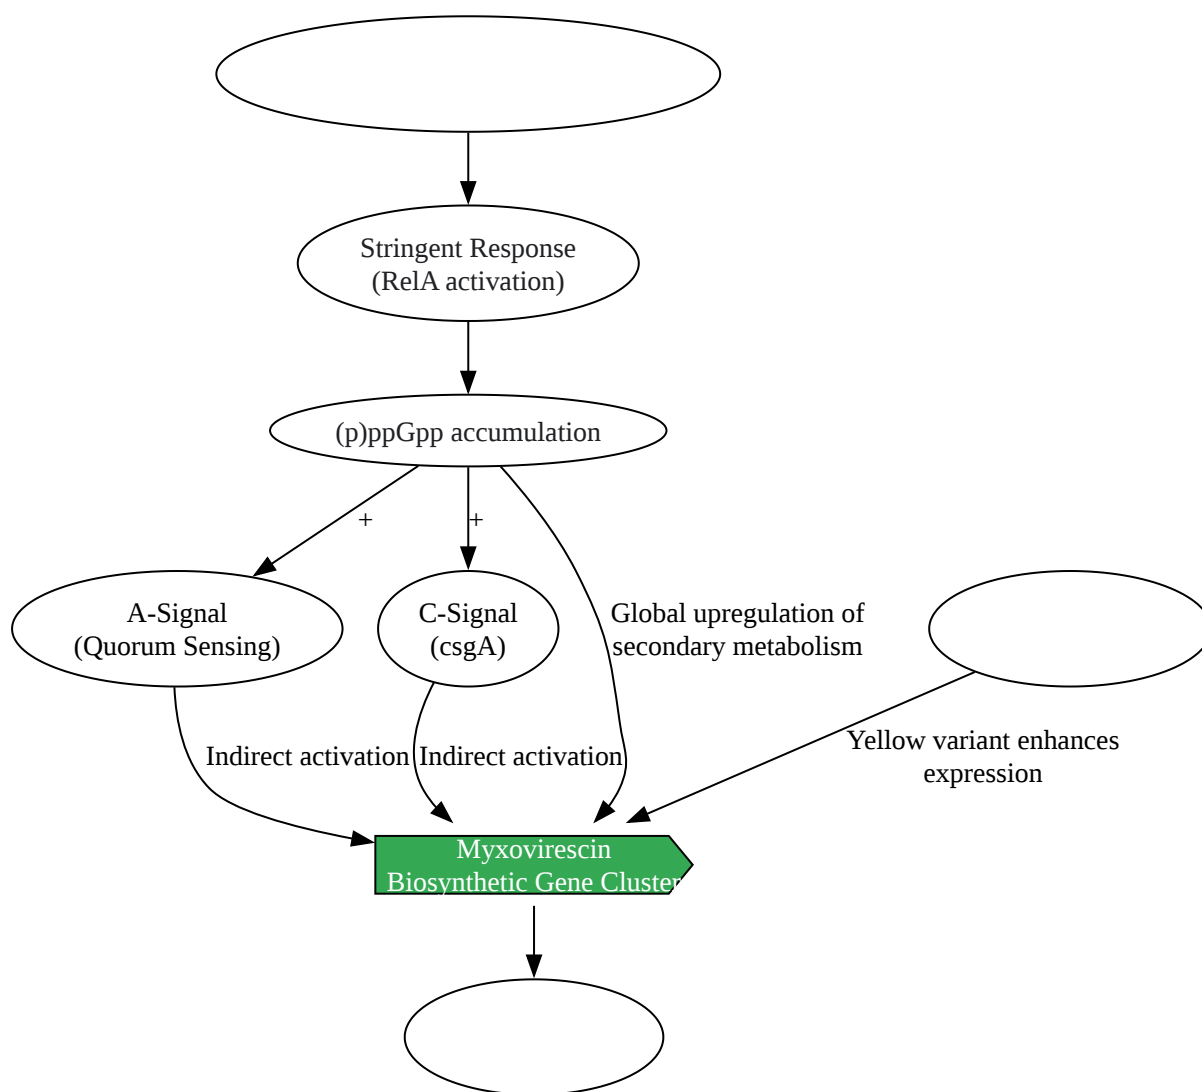 Stringent Response
(RelA activation)
(p)ppGpp accumulation
+
+
A-Signal
(Quorum Sensing)
C-Signal
(csgA)
Global upregulation of
secondary metabolism
Indirect activation
Indirect activation
Yellow variant enhances
expression
Myxovirescin
Biosynthetic Gene Cluster